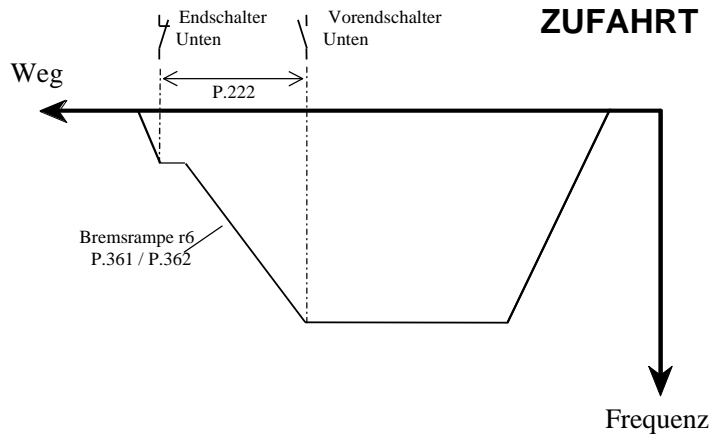 ZUFAHRT
Endschalter
Unten
Vorendschalter
Unten
Weg
P.222
Bremsrampe r6
P.361 / P.362
Frequenz